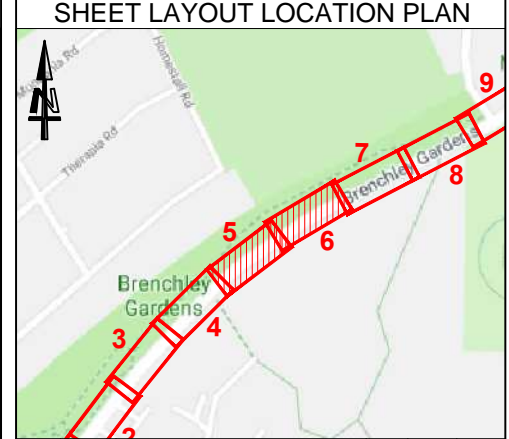 SHEET LAYOUT LOCATION PLAN
N
Therapia Rd
Homestall Rd
9
7
Brenchley Gardens
8
5
6
Brenchley
Gardens
3
4
2